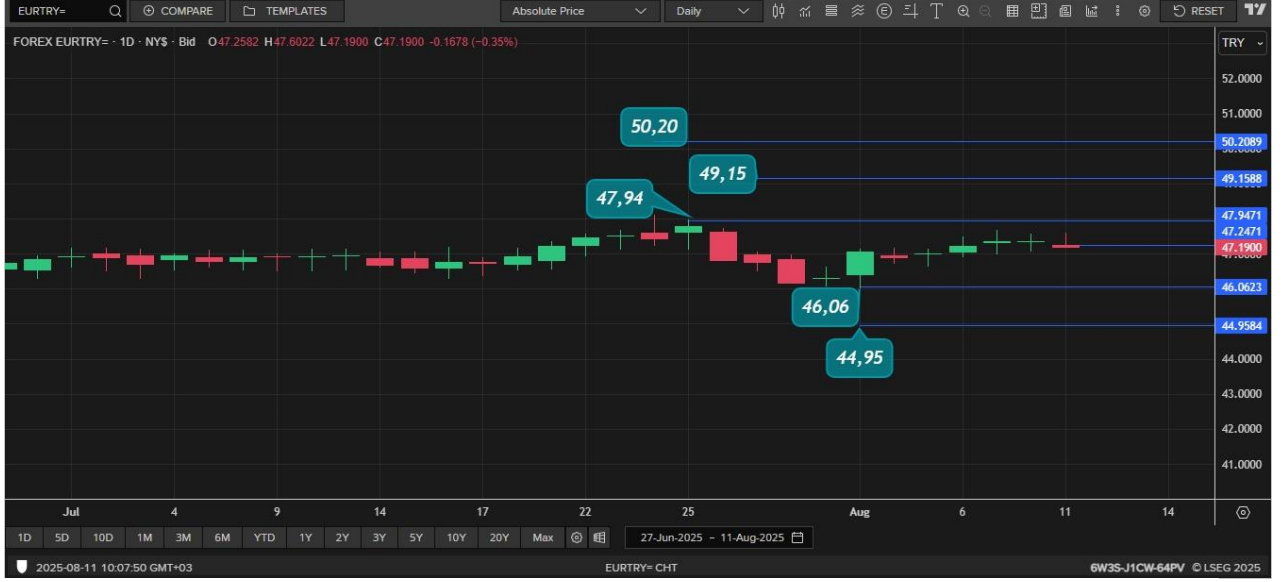 EURTRY=
COMPARE
TEMPLATES
Absolute Price
Daily
RESET
FOREX EURTRY= · 1D · NY$ · Bid O47.2582 H47.6022 L47.1900 C47.1900 -0.1678 (−0.35%)
TRY
52.0000
51.0000
50,20
50.2089
49,15
49.1588
47,94
47.9471
47.2471
47.1900
46,06
46.0623
44.9584
44,95
44.0000
43.0000
42.0000
41.0000
Jul 4 9 14 17 22 25 Aug 6 11 14
1D 5D 10D 1M 3M 6M YTD 1Y 2Y 3Y 5Y 10Y 20Y Max 27-Jun-2025 - 11-Aug-2025
2025-08-11 10:07:50 GMT+03 EURTRY= CHT 6W3S-J1CW-64PV © LSEG 2025